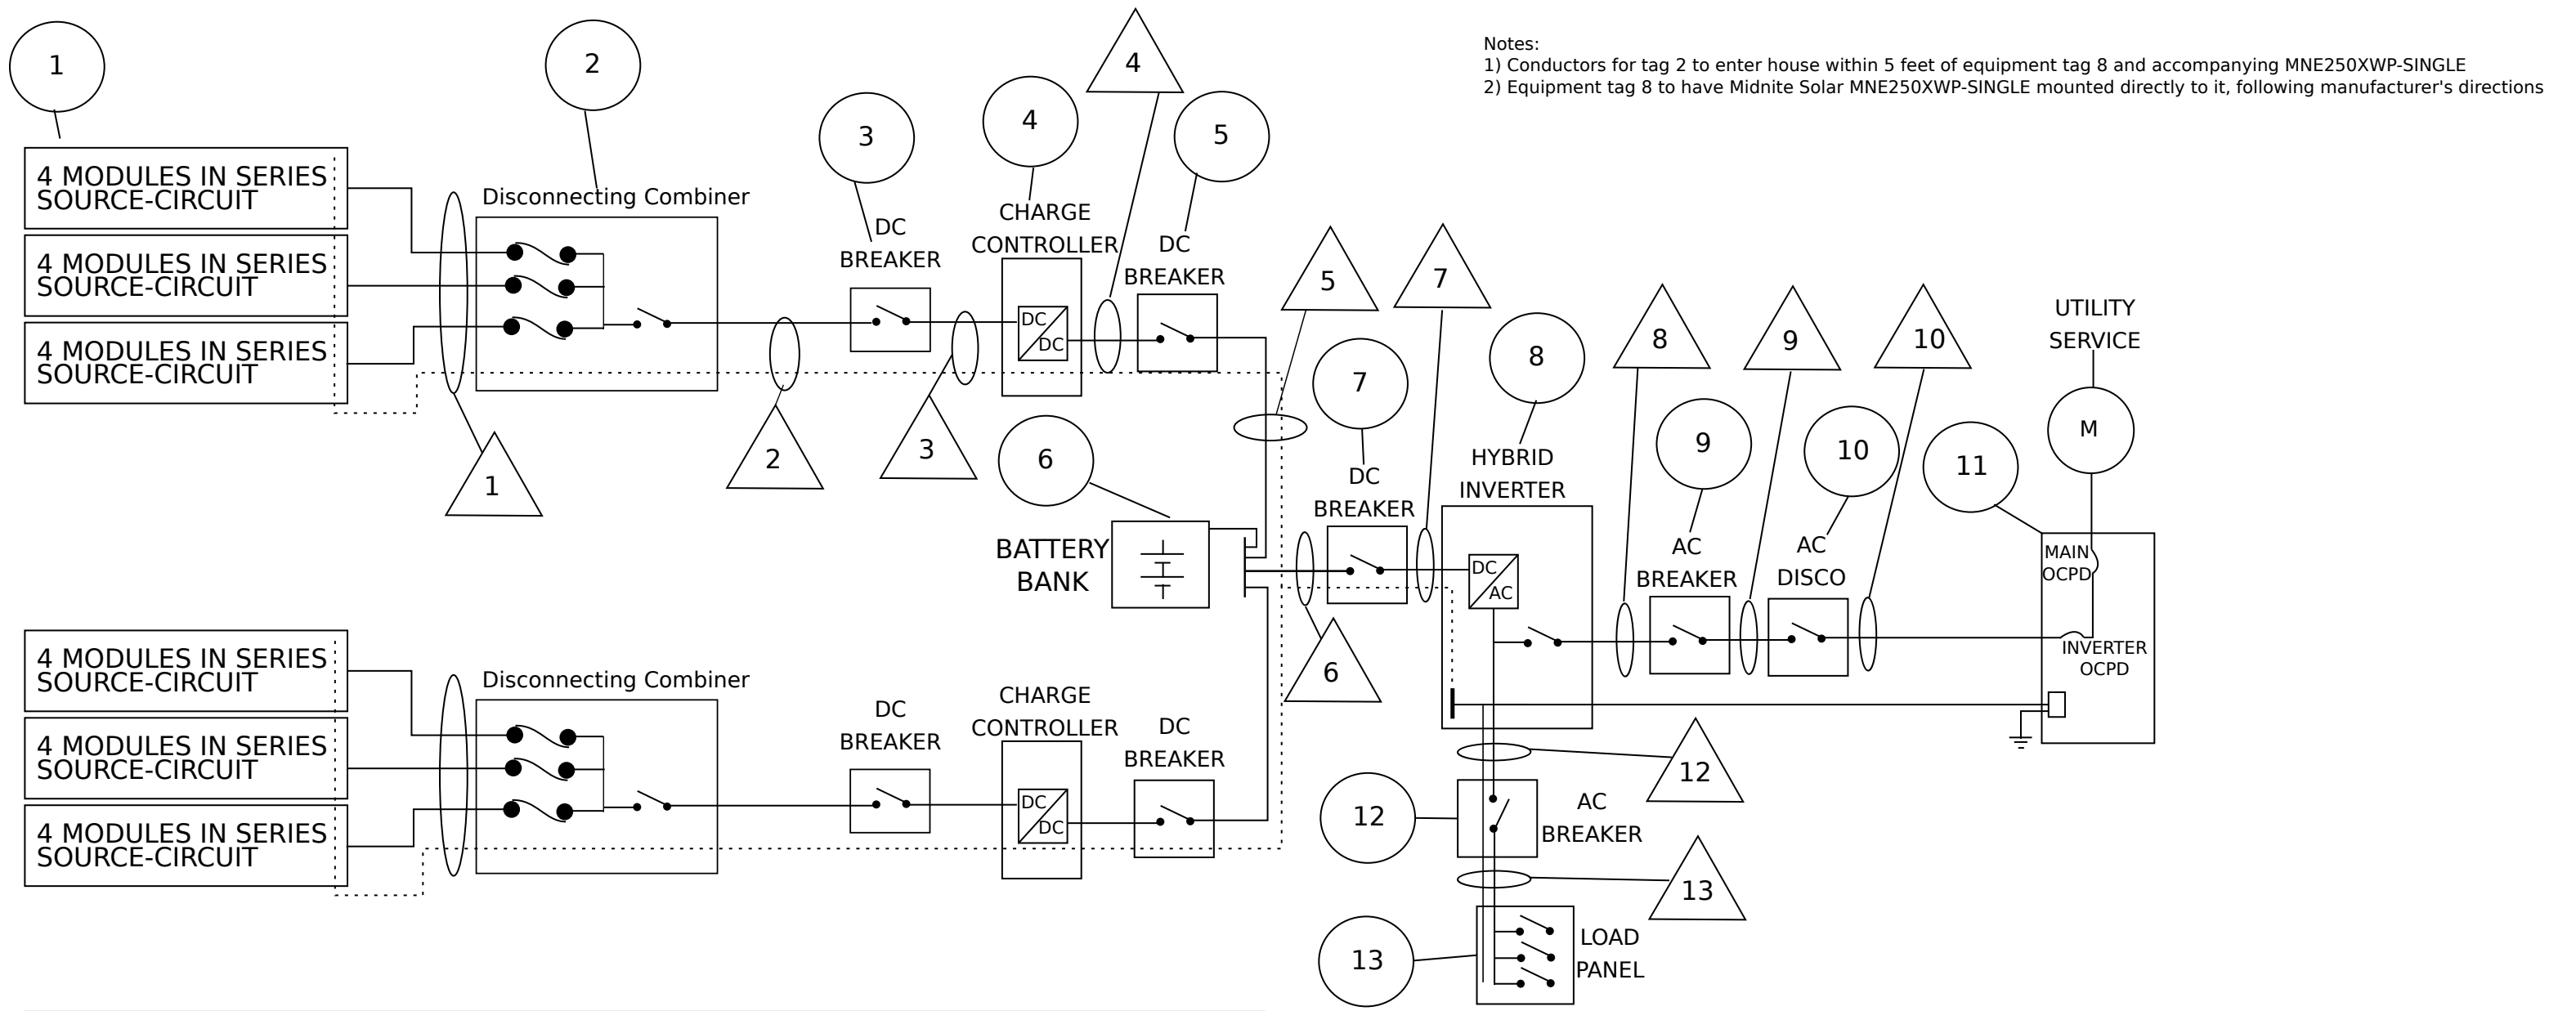 1
2
3
4
4
5
Notes:
1) Conductors for tag 2 to enter house within 5 feet of equipment tag 8 and accompanying MNE250XWP-SINGLE
2) Equipment tag 8 to have Midnite Solar MNE250XWP-SINGLE mounted directly to it, following manufacturer's directions
4 MODULES IN SERIES
SOURCE-CIRCUIT
4 MODULES IN SERIES
SOURCE-CIRCUIT
4 MODULES IN SERIES
SOURCE-CIRCUIT
Disconnecting Combiner
DC
BREAKER
CHARGE
CONTROLLER
DC
DC
DC
BREAKER
1
2
3
5
7
6
BATTERY
BANK
7
DC
BREAKER
8
HYBRID
INVERTER
DC
AC
8
9
10
9
AC
BREAKER
10
AC
DISCO
11
UTILITY
SERVICE
M
MAIN
OCPD
INVERTER
OCPD
6
4 MODULES IN SERIES
SOURCE-CIRCUIT
4 MODULES IN SERIES
SOURCE-CIRCUIT
4 MODULES IN SERIES
SOURCE-CIRCUIT
Disconnecting Combiner
DC
BREAKER
CHARGE
CONTROLLER
DC
DC
DC
BREAKER
12
12
AC
BREAKER
13
13
LOAD
PANEL